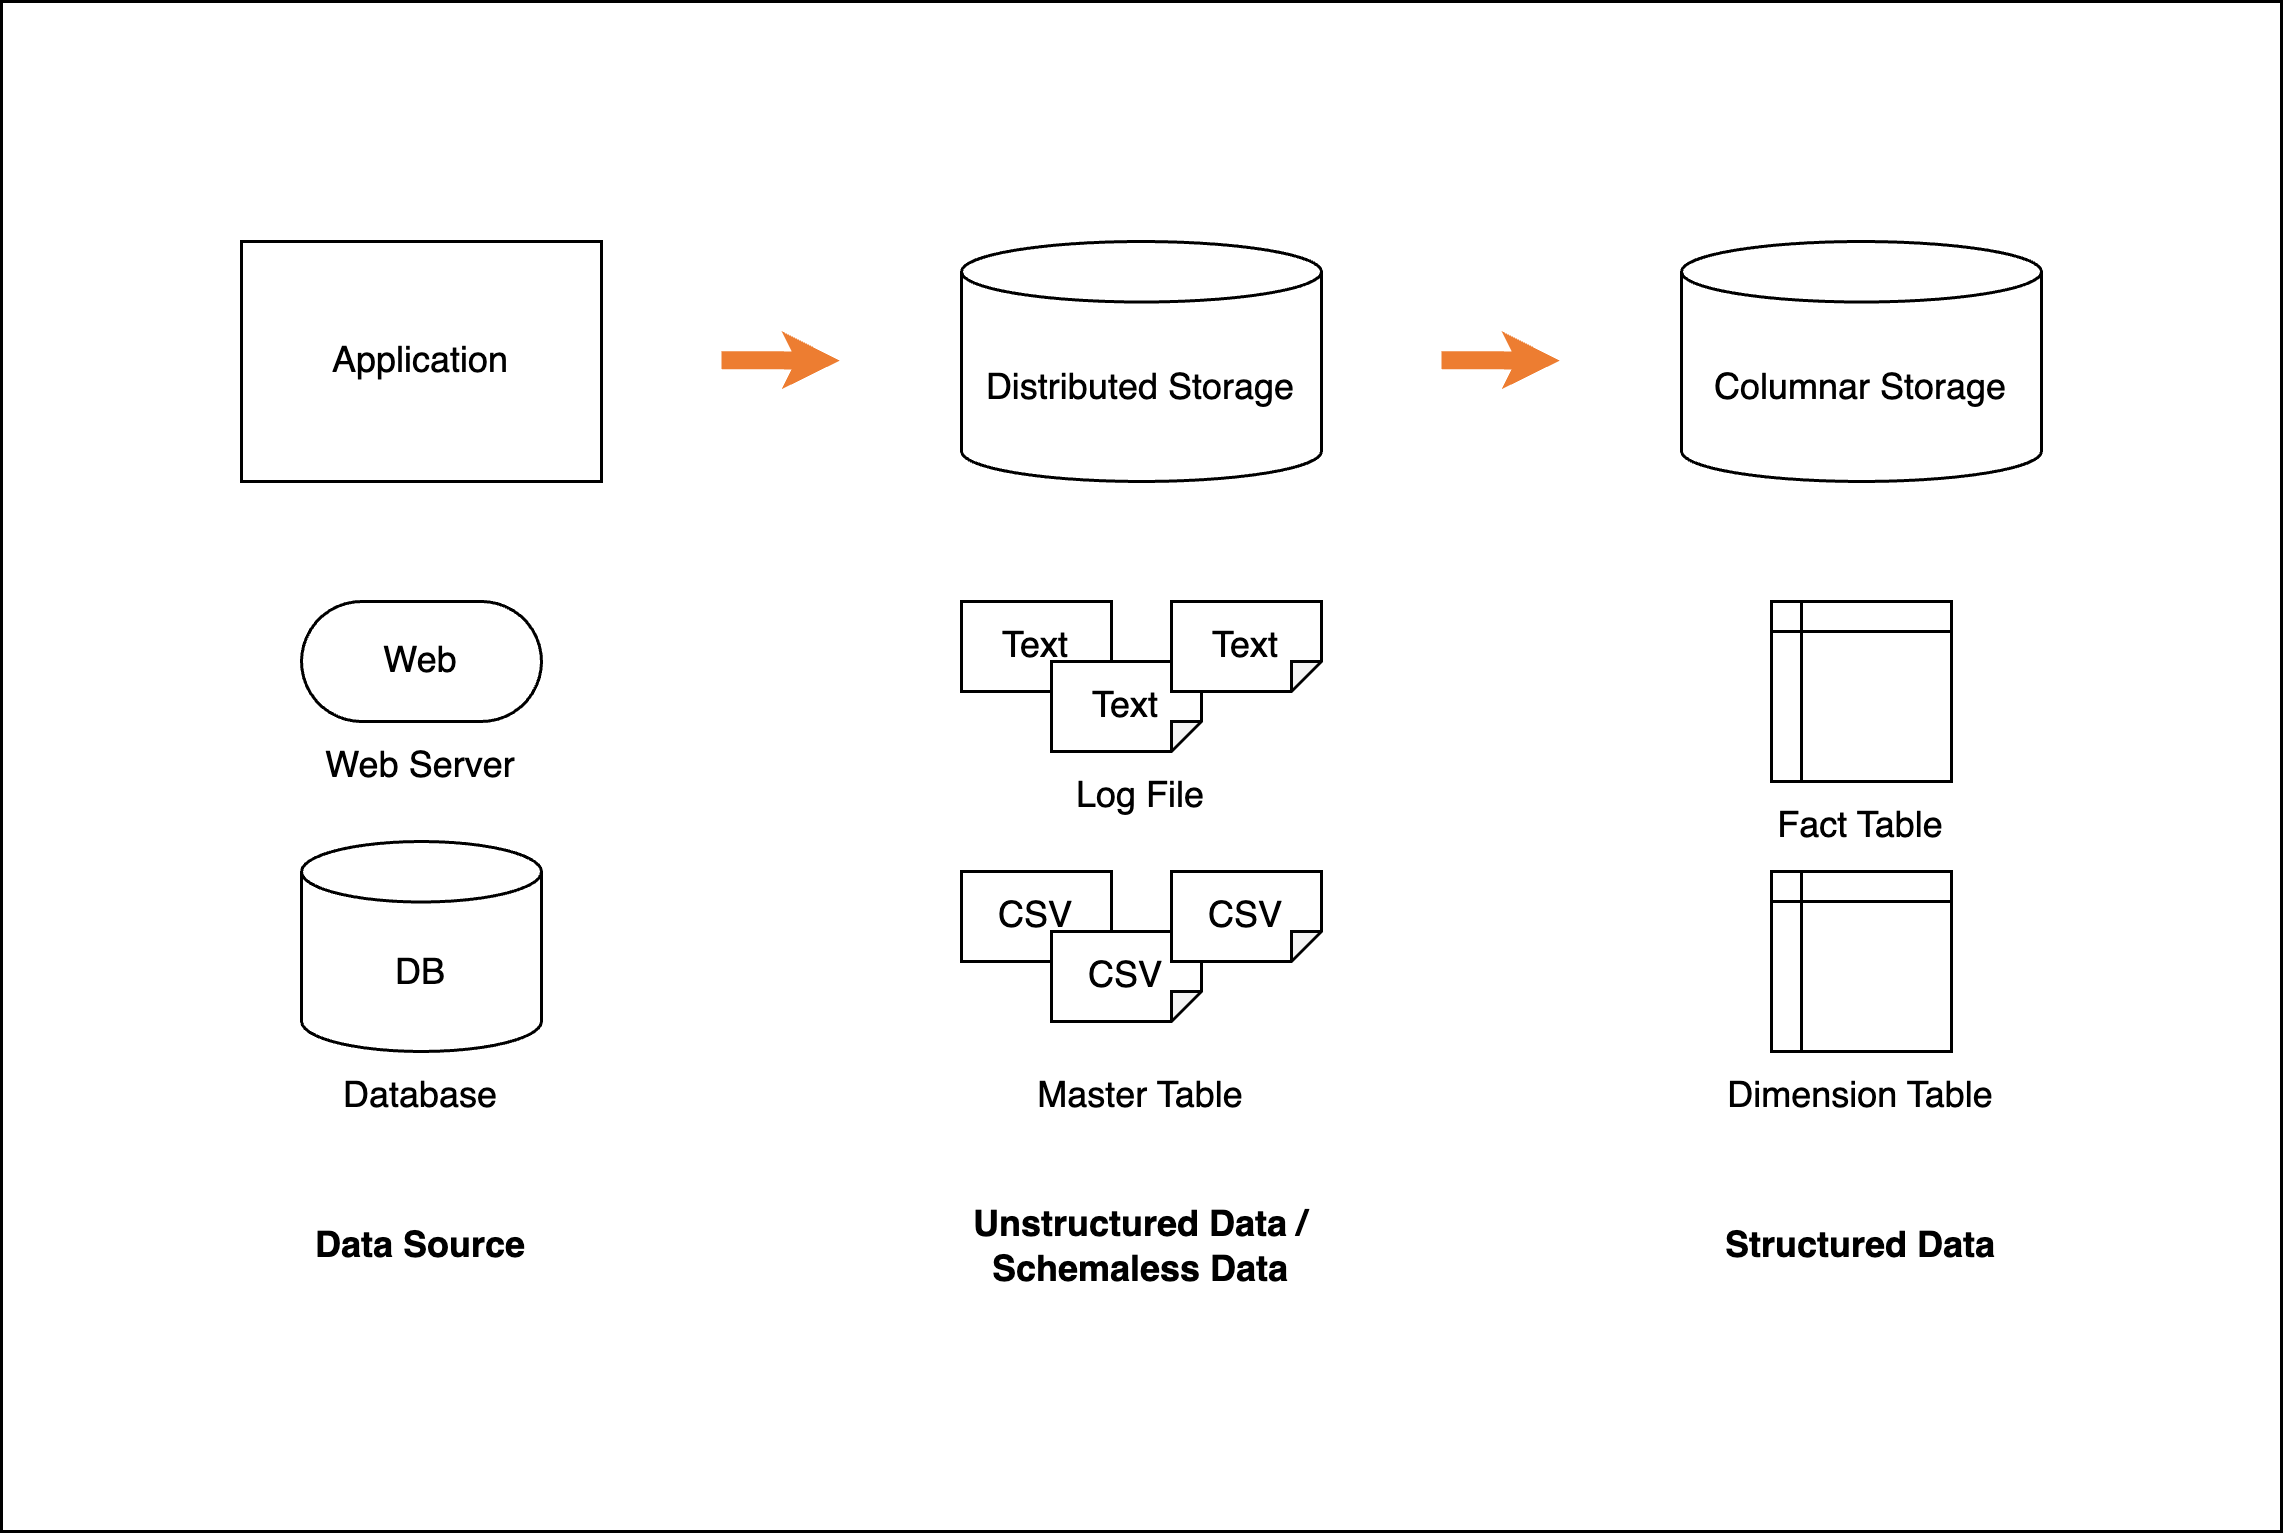 Application
Distributed Storage
Columnar Storage
Web
Web Server
Text
Text
Text
Log File
Fact Table
DB
Database
CSV
CSV
CSV
Master Table
Dimension Table
Data Source
Unstructured Data /
Schemaless Data
Structured Data